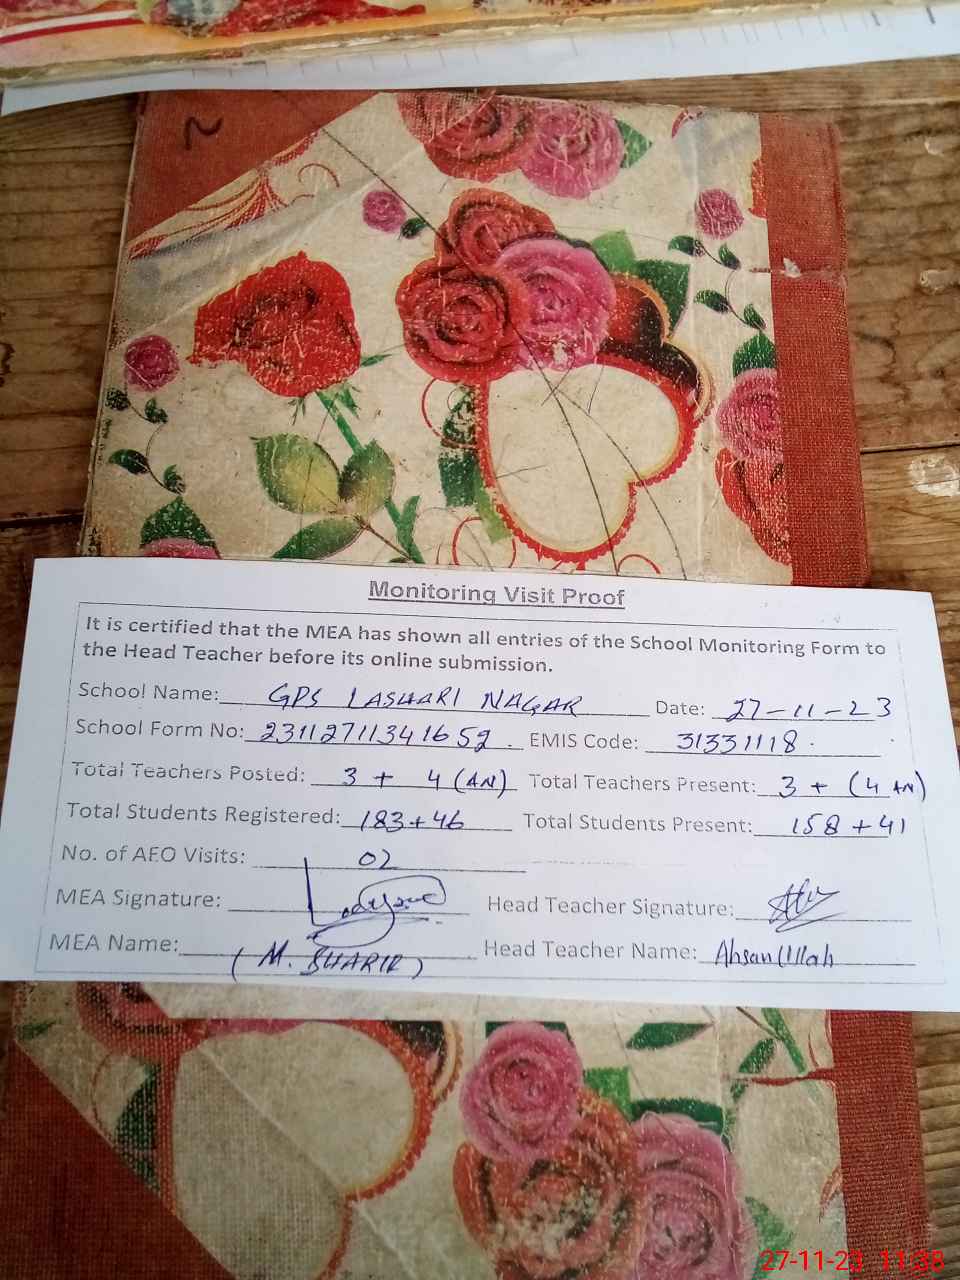 N
Monitoring Visit Proof
It is certified that the MEA has shown all entries of the School Monitoring Form to
the Head Teacher before its online submission.
School Name: GPS LASHARI NAGAR Date: 27-11-23
School Form No: 23112711341652. EMIS Code: 31331118.
Total Teachers Posted: 3 + 4 (AN) Total Teachers Present: 3 + (4 AN)
Total Students Registered: 183+46 Total Students Present: 158 + 41
No. of AEO Visits: 02
MEA Signature: Head Teacher Signature:
MEA Name: (M. SHARIF) Head Teacher Name: Ahsan Ullah
27-11-23 11:38